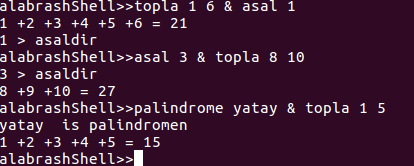 alabrashShell>>topla 1 6 & asal 1
1 +2 +3 +4 +5 +6 = 21
1 > asaldir
alabrashShell>>asal 3 & topla 8 10
3 > asaldir
8 +9 +10 = 27
alabrashShell>>palindrome yatay & topla 1 5
yatay  is palindromen
1 +2 +3 +4 +5 = 15
alabrashShell>>